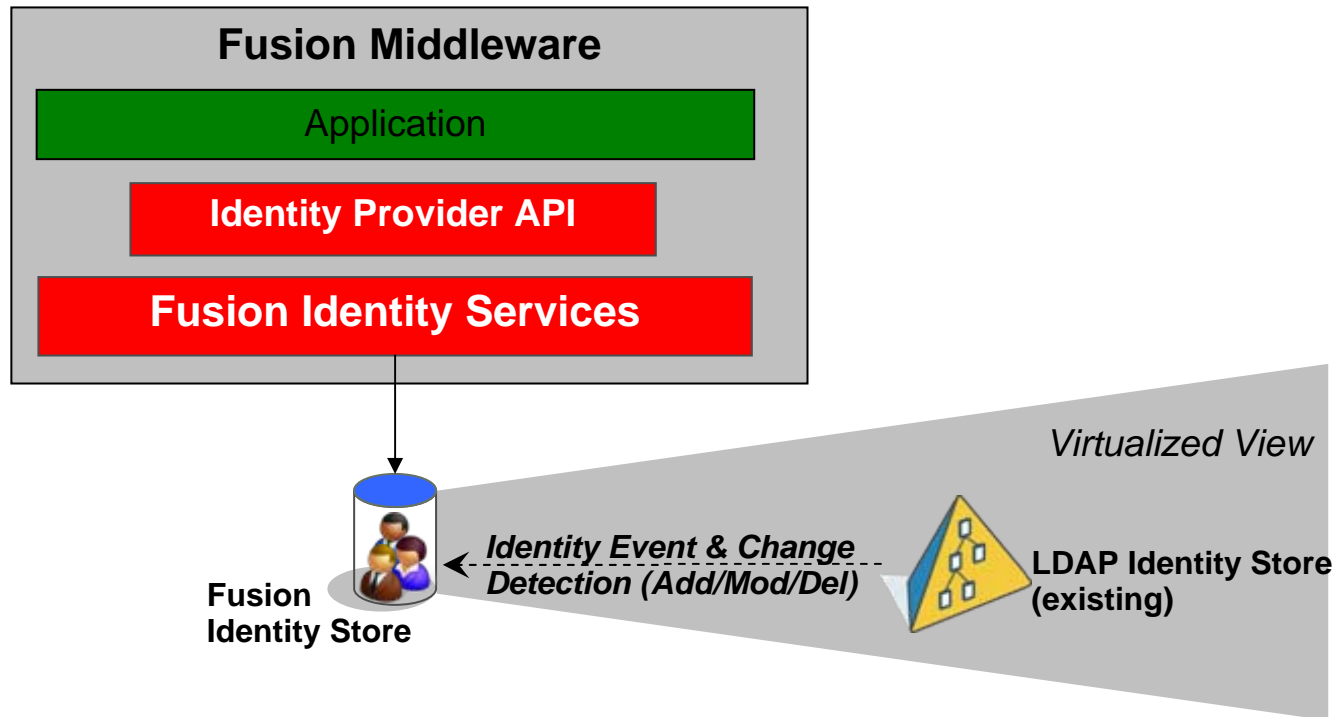 Fusion Middleware
Application
Identity Provider API
Fusion Identity Services
Virtualized View
Identity Event & Change
Detection (Add/Mod/Del)
LDAP Identity Store
(existing)
Fusion
Identity Store